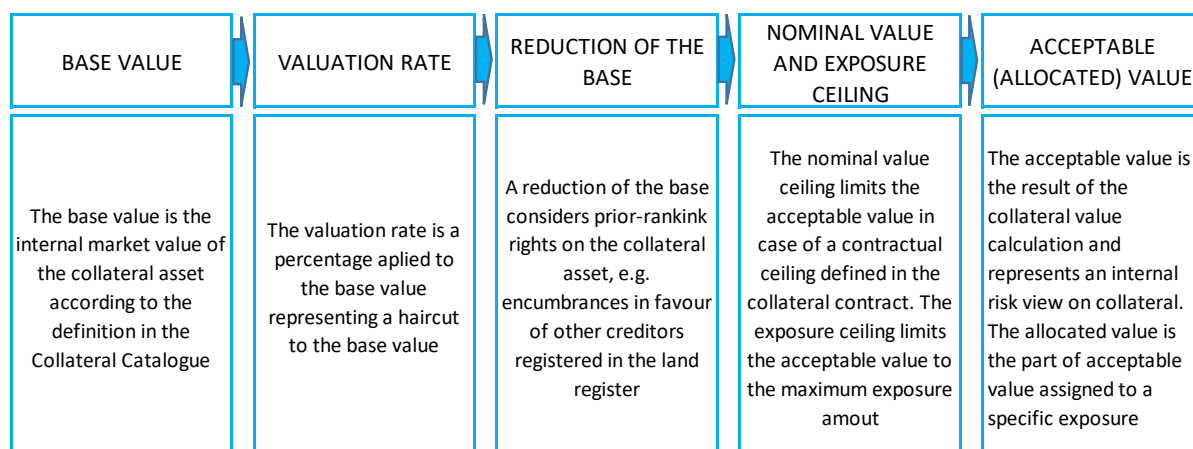 BASE VALUE
VALUATION RATE
REDUCTION OF THE
BASE
NOMINAL VALUE
AND EXPOSURE
CEILING
ACCEPTABLE
(ALLOCATED) VALUE
The base value is the
internal market value of
the collateral asset
according to the
definition in the
Collateral Catalogue
The valuation rate is a
percentage aplied to
the base value
representing a haircut
to the base value
A reduction of the base
considers prior-rankink
rights on the collateral
asset, e.g.
encumbrances in favour
of other creditors
registered in the land
register
The nominal value
ceiling limits the
acceptable value in
case of a contractual
ceiling defined in the
collateral contract. The
exposure ceiling limits
the acceptable value to
the maximum exposure
amout
The acceptable value is
the result of the
collateral value
calculation and
represents an internal
risk view on collateral.
The allocated value is
the part of acceptable
value assigned to a
specific exposure